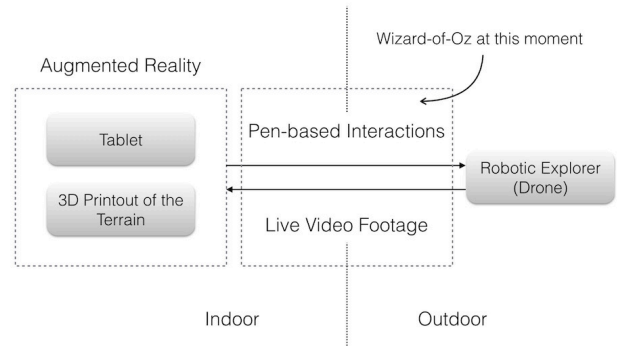 Wizard-of-Oz at this moment
Augmented Reality
Tablet
3D Printout of the
Terrain
Pen-based Interactions
Live Video Footage
Robotic Explorer
(Drone)
Indoor
Outdoor